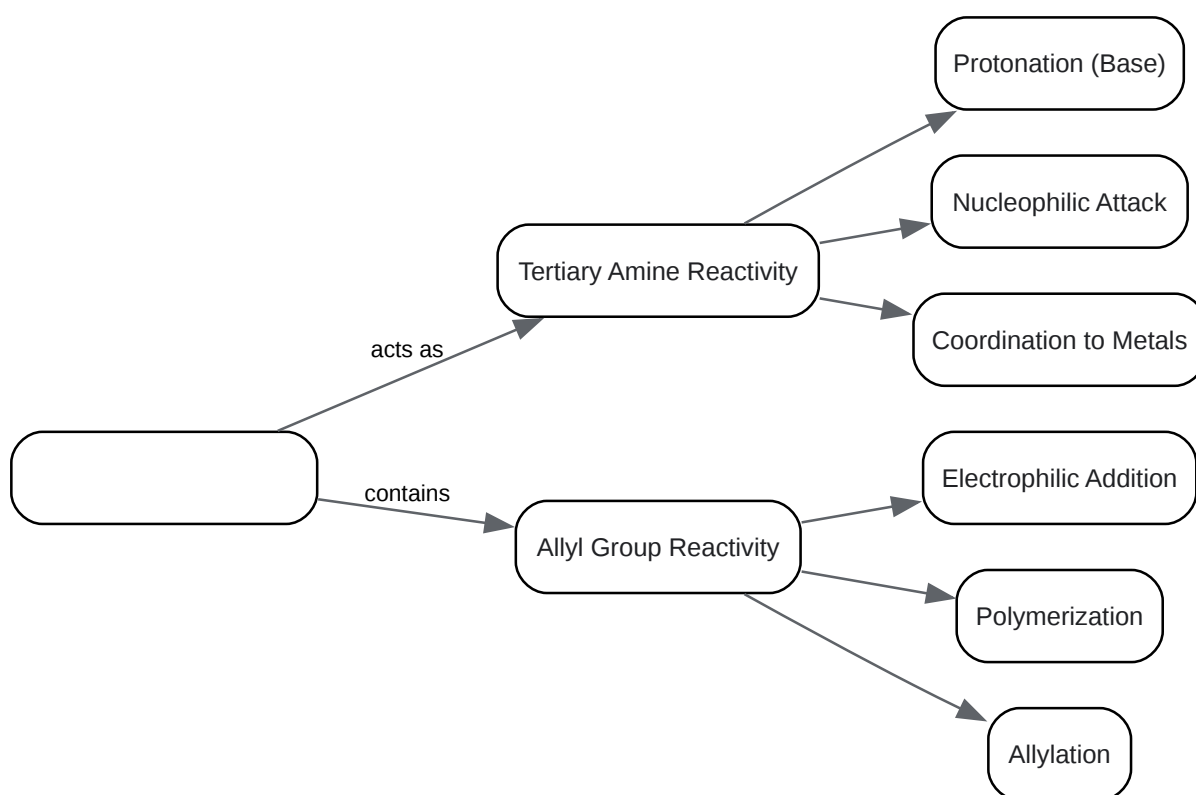 Protonation (Base)
Nucleophilic Attack
Tertiary Amine Reactivity
Coordination to Metals
acts as
Electrophilic Addition
contains
Allyl Group Reactivity
Polymerization
Allylation